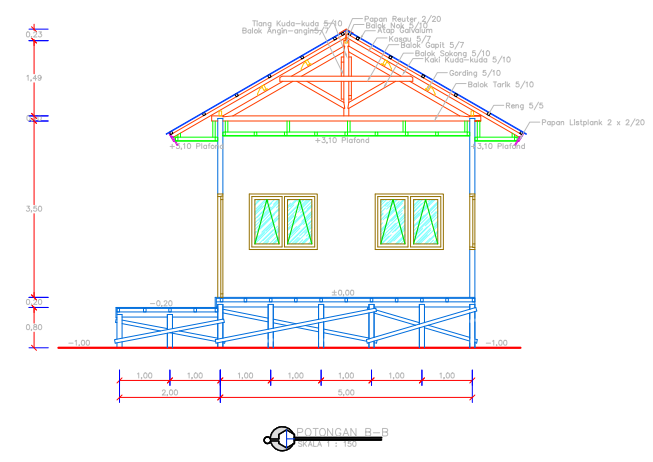 Papan Reuter 2/20
Tiang Kuda-kuda 5/10
Balok Nok 5/10
Balok Angin-angin5/7
Atap Galvalum
Kasau 5/7
Balok Gapit 5/7
Balok Sokong 5/10
Kaki Kuda-kuda 5/10
Gording 5/10
Balok Tarik 5/10
Reng 5/5
Papan Listplank 2 x 2/20
0,23
1,49
+5,10 Plafond
+3,10 Plafond
+3,10 Plafond
3,50
±0,00
-0,20
0,20
0,80
-1,00
-1,00
1,00 1,00 1,00 1,00 1,00 1,00 1,00
2,00 5,00
POTONGAN B-B
SKALA 1 : 150